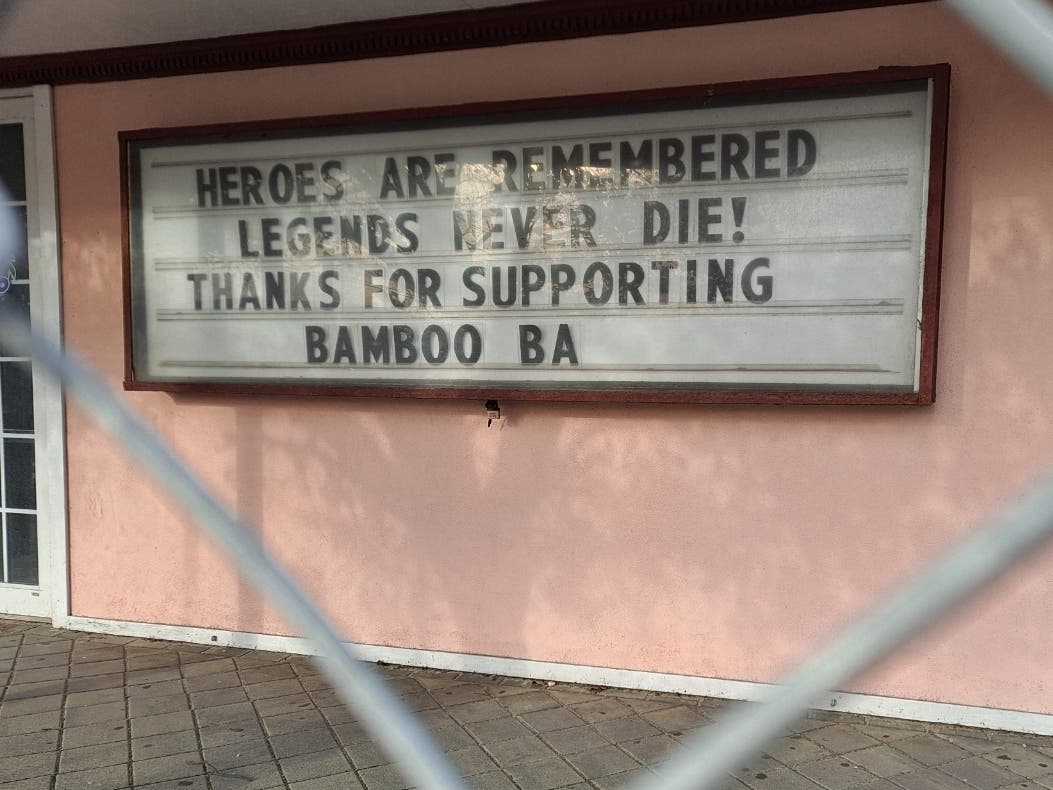 HEROES ARE REMEMBERED
LEGENDS NEVER DIE!
THANKS FOR SUPPORTING
BAMBOO BA